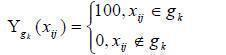 Y_{g_k}(x_{ij}) = {100, x_{ij} ∈ g_k
0, x_{ij} ∉ g_k